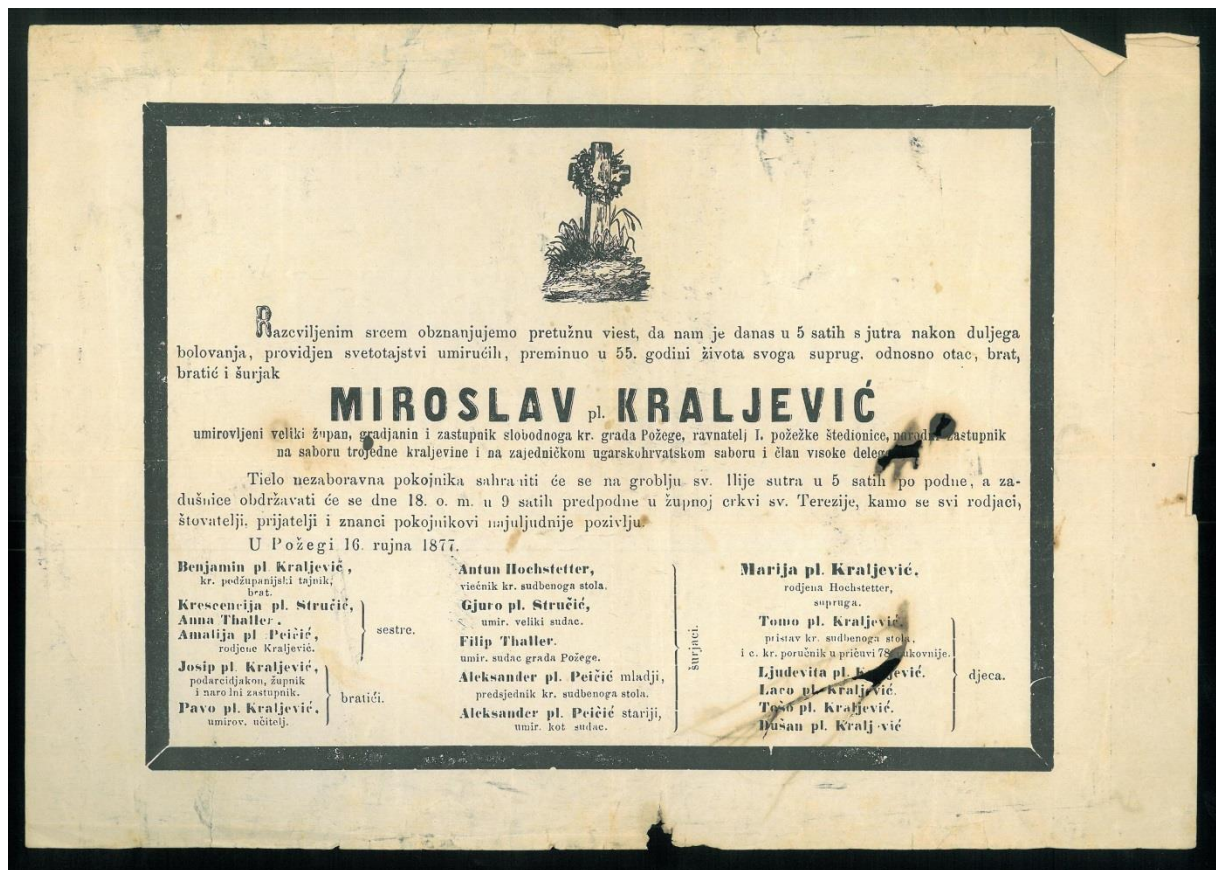 Razcviljenim srcem obznanjujemo pretužnu viest, da nam je danas u 5 satih s jutra nakon duljega
bolovanja, providjen svetotajstvi umirućih, preminuo u 55. godini života svoga suprug. odnosno otac, brat,
bratić i šurjak
MIROSLAV pl. KRALJEVIĆ
umirovljeni veliki župan, gradjanin i zastupnik slobodnoga kr. grada Požege, ravnatelj I. požežke štedionice, narodni zastupnik
na saboru trojedne kraljevine i na zajedničkom ugarskohrvatskom saboru i član visoke
Tielo nezaboravna pokojnika sahraniti će se na groblju sv. Ilije sutra u 5 satih po podne, a za-
dušnice obdržavati će se dne 18. o. m. u 9 satih predpodne u župnoj crkvi sv. Terezije, kamo se svi rodjaci,
štovatelji, prijatelji i znanci pokojnikovi najuljudnije pozivlju.
U Požegi 16. rujna 1877.
Benjamin pl. Kraljević,
kr. podžupanijski tajnik,
brat.
Krescencija pl. Stručić,
Anna Thaller,
Amalija pl Peičić,
rodjene Kraljević.
sestre.
Josip pl. Kraljević,
podarcidjakon, župnik
i narodni zastupnik.
Pavo pl. Kraljević,
umirov. učitelj.
bratići.
Antun Hochstetter,
viećnik kr. sudbenoga stola.
Gjuro pl. Stručić,
umir. veliki sudac.
Filip Thaller.
umir. sudac grada Požege.
Aleksander pl. Peičić mladji,
predsjednik kr. sudbenoga stola.
Aleksander pl. Peičić stariji,
umir. kot sudac.
šurjaci.
Marija pl. Kraljević,
rodjena Hochstetter,
supruga.
Tomo pl. Kraljević,
pristav kr. sudbenoga stola,
i c. kr. poručnik u pričuvi 78. pukovnije.
Ljudevita pl. Kraljević.
Laco pl. Kraljević.
Tošo pl. Kraljević.
Dušan pl. Kraljević
djeca.